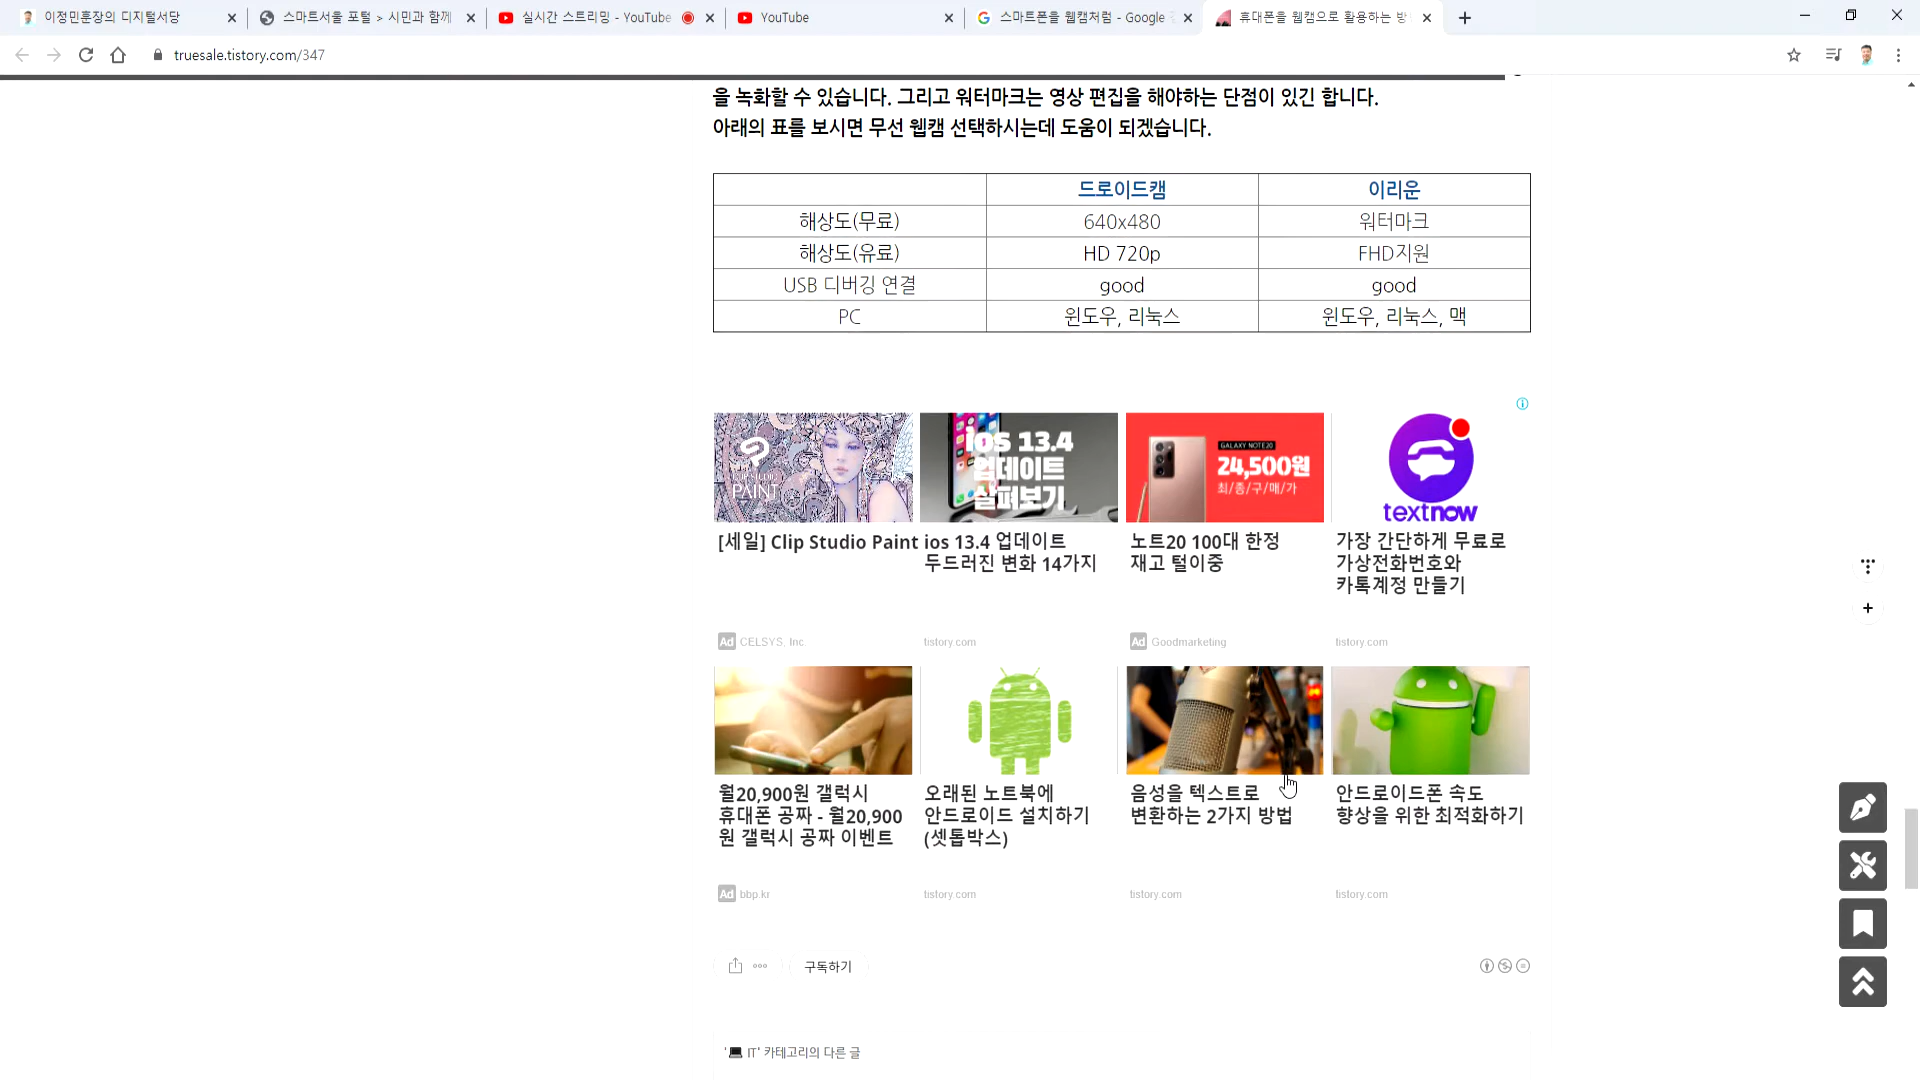 이정민훈장의 디지털서당
스마트서울 포털 > 시민과 함께
실시간 스트리밍 - YouTube
YouTube
스마트폰을 웹캠처럼 - Google
휴대폰을 웹캠으로 활용하는 방
truesale.tistory.com/347
을 녹화할 수 있습니다. 그리고 워터마크는 영상 편집을 해야하는 단점이 있긴 합니다.
아래의 표를 보시면 무선 웹캠 선택하시는데 도움이 되겠습니다.
드로이드캠 이리운
해상도(무료) 640x480 워터마크
해상도(유료) HD 720p FHD지원
USB 디버깅 연결 good good
PC 윈도우, 리눅스 윈도우, 리눅스, 맥
PAINT
ios 13.4
업데이트
살펴보기
GALAXY NOTE20
24,500원
최/종/구/매/가
textnow
[세일] Clip Studio Paint
ios 13.4 업데이트
두드러진 변화 14가지
노트20 100대 한정
재고 털이중
가장 간단하게 무료로
가상전화번호와
카톡계정 만들기
Ad CELSYS, Inc.
tistory.com
Ad Goodmarketing
tistory.com
월20,900원 갤럭시
휴대폰 공짜 - 월20,900
원 갤럭시 공짜 이벤트
오래된 노트북에
안드로이드 설치하기
(셋톱박스)
음성을 텍스트로
변환하는 2가지 방법
안드로이드폰 속도
향상을 위한 최적화하기
Ad bbp.kr
tistory.com
tistory.com
tistory.com
구독하기
'💻 IT' 카테고리의 다른 글